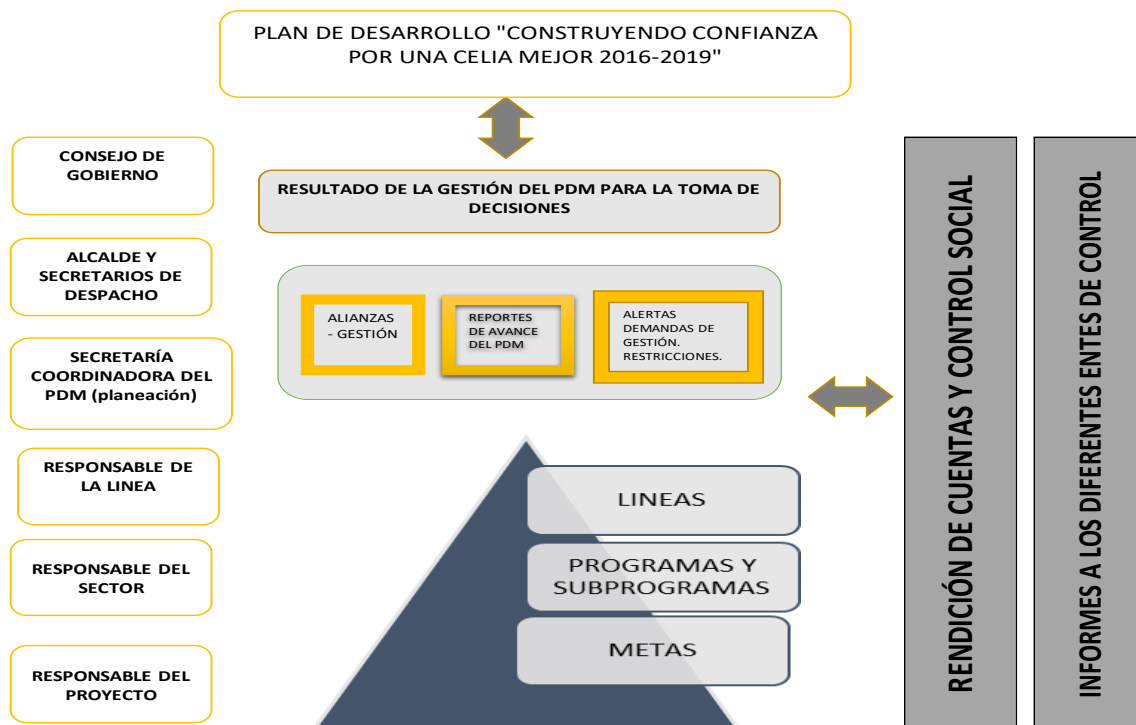 PLAN DE DESARROLLO "CONSTRUYENDO CONFIANZA
POR UNA CELIA MEJOR 2016-2019"
CONSEJO DE
GOBIERNO
ALCALDE Y
SECRETARIOS DE
DESPACHO
SECRETARÍA
COORDINADORA DEL
PDM (planeación)
RESPONSABLE DE
LA LINEA
RESPONSABLE DEL
SECTOR
RESPONSABLE DEL
PROYECTO
RESULTADO DE LA GESTIÓN DEL PDM PARA LA TOMA DE
DECISIONES
ALIANZAS
- GESTIÓN
REPORTES
DE AVANCE
DEL PDM
ALERTAS
DEMANDAS DE
GESTIÓN.
RESTRICCIONES.
LINEAS
PROGRAMAS Y
SUBPROGRAMAS
METAS
RENDICIÓN DE CUENTAS Y CONTROL SOCIAL
INFORMES A LOS DIFERENTES ENTES DE CONTROL